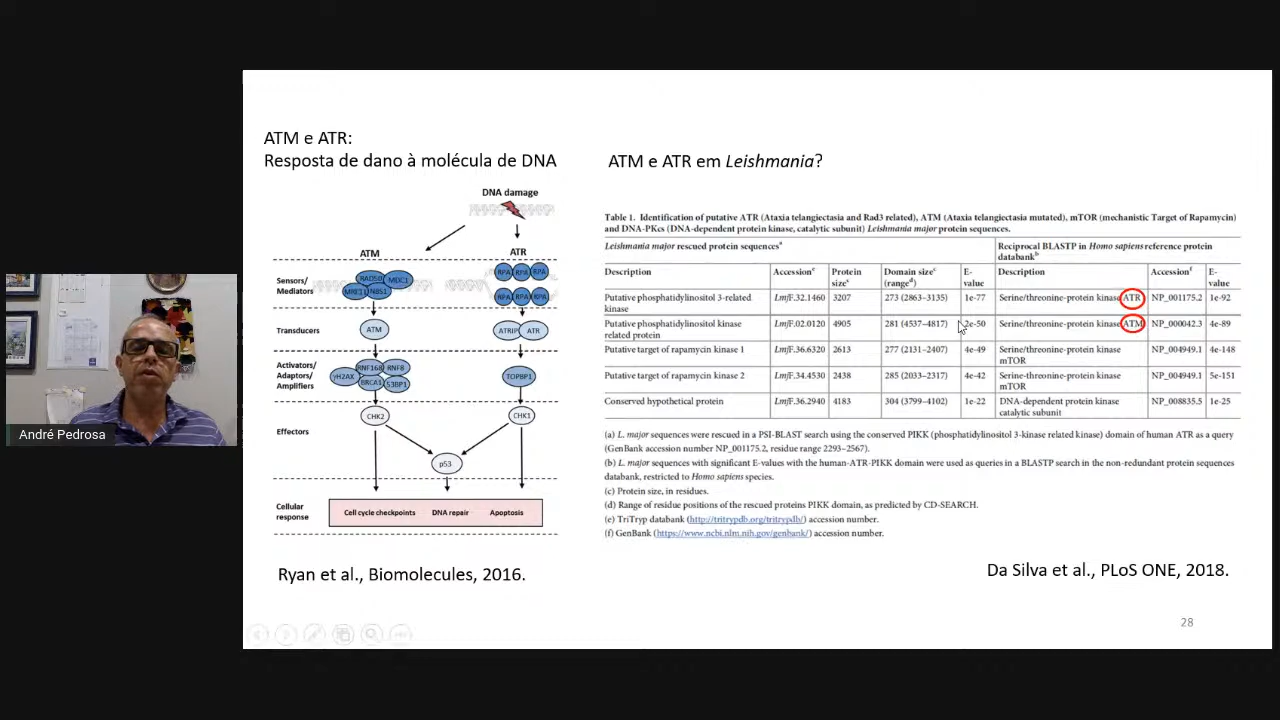 ATM e ATR:
Resposta de dano à molécula de DNA
DNA damage
ATM
ATR
Sensors/
Mediators
RAD50
MDC1
MRE11
NBS1
RPA RPA RPA
RPA RPA RPA
Transducers
ATM
ATRIP ATR
Activators/
Adaptors/
Amplifiers
RNF168 RNF8
γH2AX
BRCA1 53BP1
TOPBP1
CHK2
CHK1
Effectors
p53
Cellular
response
Cell cycle checkpoints DNA repair Apoptosis
Ryan et al., Biomolecules, 2016.
ATM e ATR em Leishmania?
Table 1. Identification of putative ATR (Ataxia telangiectasia and Rad3 related), ATM (Ataxia telangiectasia mutated), mTOR (mechanistic Target of Rapamycin)
and DNA-PKcs (DNA-dependent protein kinase, catalytic subunit) Leishmania major protein sequences.
Leishmania major rescued protein sequencesᵃ Reciprocal BLASTP in Homo sapiens reference protein
databankᵇ
Description Accessionᵉ Protein Domain sizeᶜ E- Description Accessionᶠ E-
sizeᶜ (rangeᵈ) value value
Putative phosphatidylinositol 3-related LmjF.32.1460 3207 273 (2863–3135) 1e-77 Serine/threonine-protein kinase ATR NP_001175.2 1e-92
kinase
Putative phosphatidylinositol kinase LmjF.02.0120 4905 281 (4537–4817) 2e-50 Serine/threonine-protein kinase ATM NP_000042.3 4e-89
related protein
Putative target of rapamycin kinase 1 LmjF.36.6320 2613 277 (2131–2407) 4e-49 Serine/threonine-protein kinase NP_004949.1 4e-148
mTOR
Putative target of rapamycin kinase 2 LmjF.34.4530 2438 285 (2033–2317) 4e-42 Serine/threonine-protein kinase NP_004949.1 5e-151
mTOR
Conserved hypothetical protein LmjF.36.2940 4183 304 (3799–4102) 1e-22 DNA-dependent protein kinase NP_008835.5 1e-25
catalytic subunit
(a) L. major sequences were rescued in a PSI-BLAST search using the conserved PIKK (phosphatidylinositol 3-kinase related kinase) domain of human ATR as a query
(GenBank accession number NP_001175.2, residue range 2293–2567).
(b) L. major sequences with significant E-values with the human-ATR-PIKK domain were used as queries in a BLASTP search in the non-redundant protein sequences
databank, restricted to Homo sapiens species.
(c) Protein size, in residues.
(d) Range of residue positions of the rescued proteins PIKK domain, as predicted by CD-SEARCH.
(e) TriTryp databank (http://tritrypdb.org/tritrypdb/) accession number.
(f) GenBank (https://www.ncbi.nlm.nih.gov/genbank/) accession number.
Da Silva et al., PLoS ONE, 2018.
28
André Pedrosa